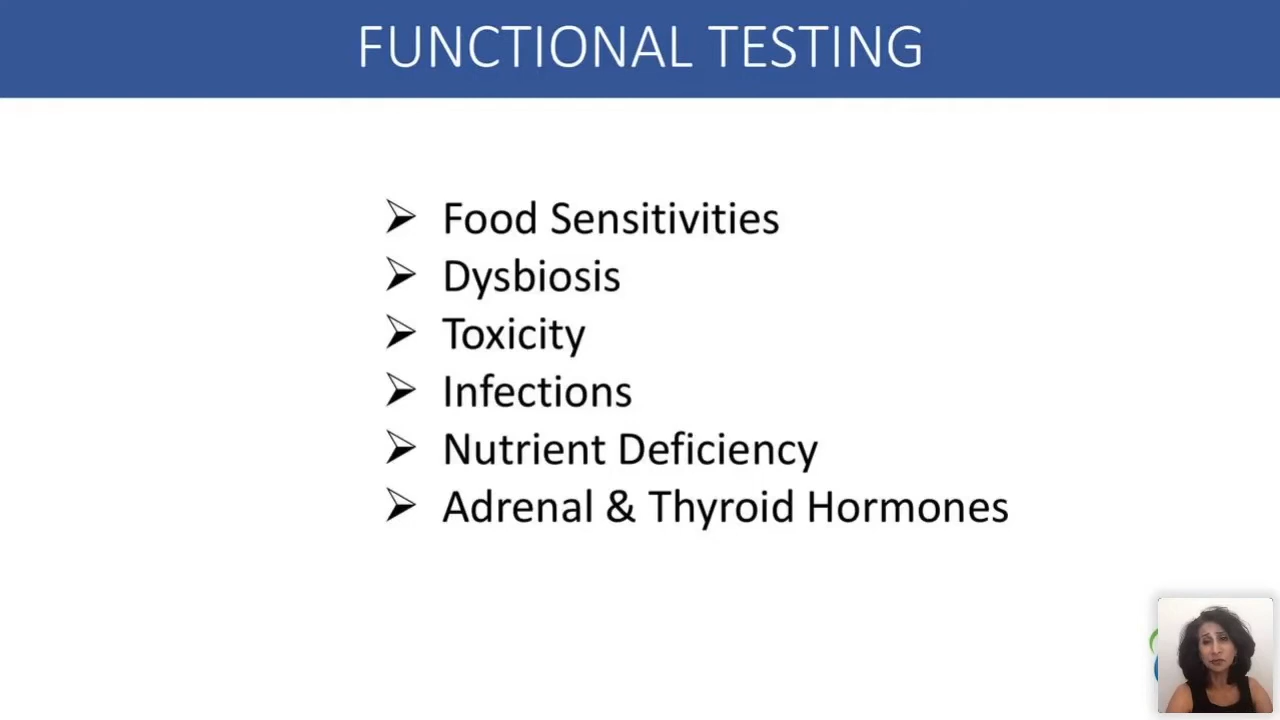 FUNCTIONAL TESTING
Food Sensitivities
Dysbiosis
Toxicity
Infections
Nutrient Deficiency
Adrenal & Thyroid Hormones